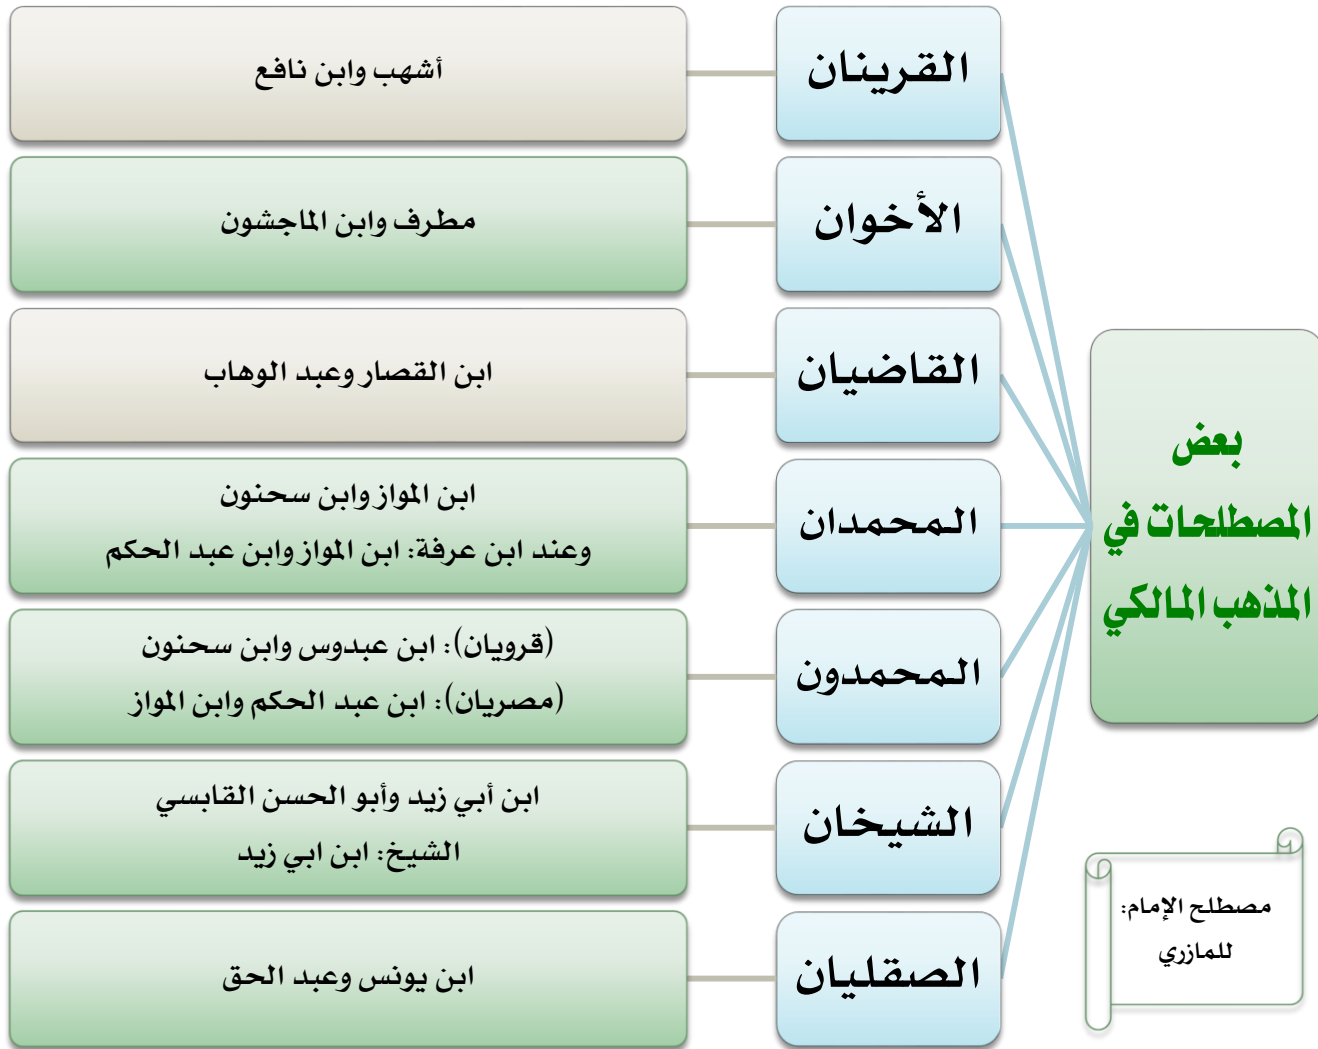 بعض
المصطلحات في
المذهب المالكي
القرينان
أشهب وابن نافع
الأخوان
مطرف وابن الماجشون
القاضيان
ابن القصار وعبد الوهاب
المحمدان
ابن المواز وابن سحنون
وعند ابن عرفة: ابن المواز وابن عبد الحكم
المحمدون
(قرويان): ابن عبدوس وابن سحنون
(مصريان): ابن عبد الحكم وابن المواز
الشيخان
ابن أبي زيد وأبو الحسن القابسي
الشيخ: ابن ابي زيد
الصقليان
ابن يونس وعبد الحق
مصطلح الإمام:
للمازري